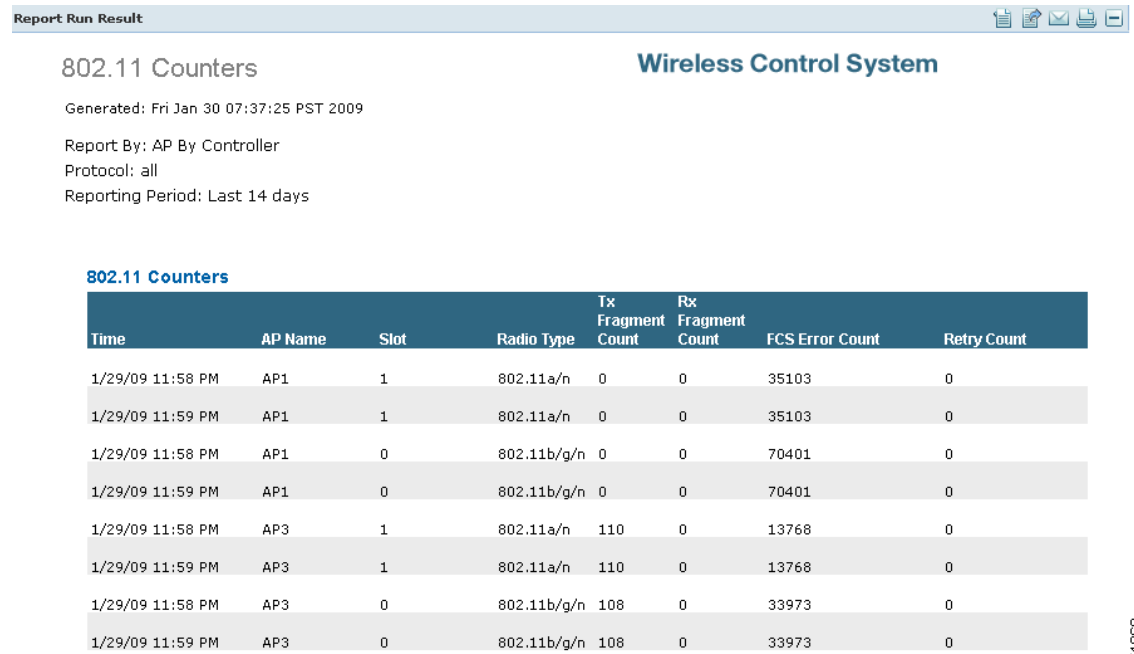 Report Run Result
802.11 Counters
Wireless Control System
Generated: Fri Jan 30 07:37:25 PST 2009
Report By: AP By Controller
Protocol: all
Reporting Period: Last 14 days
802.11 Counters
Time AP Name Slot Radio Type Tx Fragment Count Rx Fragment Count FCS Error Count Retry Count
1/29/09 11:58 PM AP1 1 802.11a/n 0 0 35103 0
1/29/09 11:59 PM AP1 1 802.11a/n 0 0 35103 0
1/29/09 11:58 PM AP1 0 802.11b/g/n 0 0 70401 0
1/29/09 11:59 PM AP1 0 802.11b/g/n 0 0 70401 0
1/29/09 11:58 PM AP3 1 802.11a/n 110 0 13768 0
1/29/09 11:59 PM AP3 1 802.11a/n 110 0 13768 0
1/29/09 11:58 PM AP3 0 802.11b/g/n 108 0 33973 0
1/29/09 11:59 PM AP3 0 802.11b/g/n 108 0 33973 0